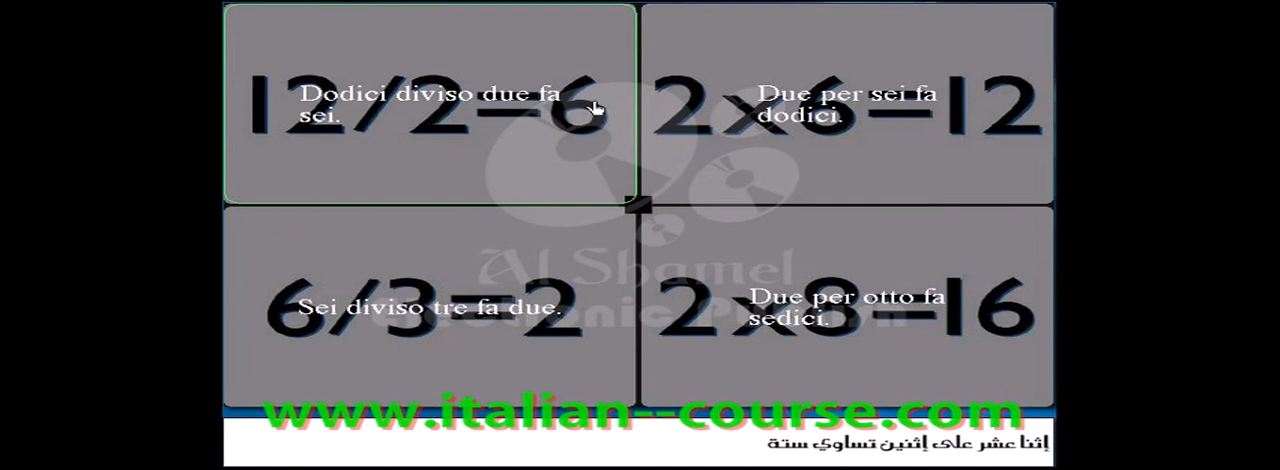 12/2=6
Dodici diviso due fa
sei.
2x6=12
Due per sei fa
dodici.
Al Shamel
6/3=2
Sei diviso tre fa due.
2x8=16
Due per otto fa
sedici.
www.italian--course.com
إثنا عشر على إثنين تساوي ستة